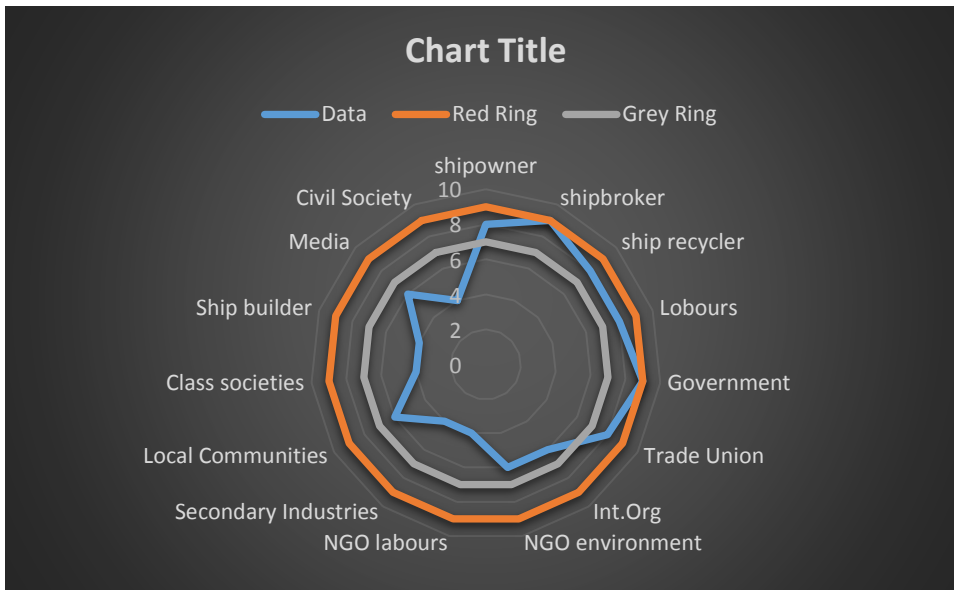 Chart Title
Data Red Ring Grey Ring
shipowner
Civil Society 10 shipbroker
Media 8 ship recycler
6
Ship builder 4 Lobours
2
Class societies 0 Government
Local Communities Trade Union
Secondary Industries Int.Org
NGO labours NGO environment